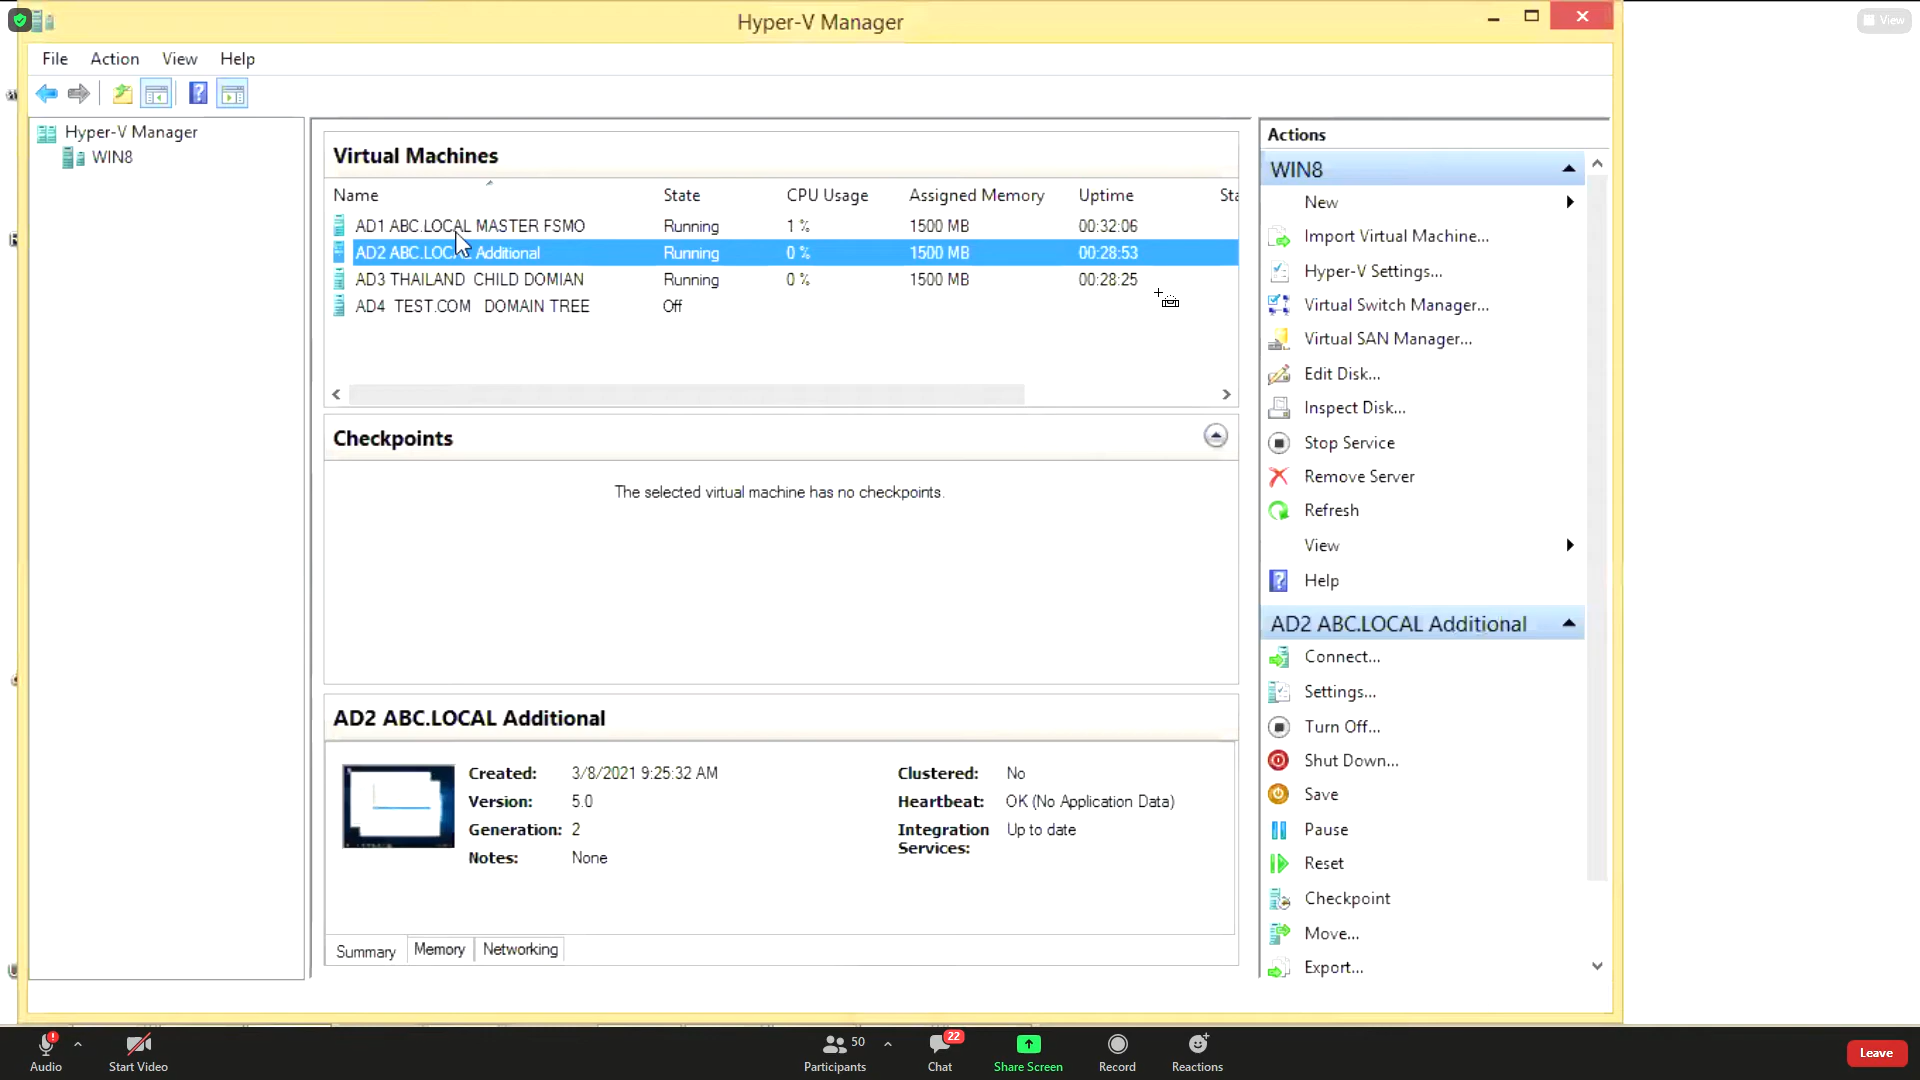 Hyper-V Manager
View
File Action View Help
Hyper-V Manager
WIN8
Virtual Machines
Name State CPU Usage Assigned Memory Uptime Sta
AD1 ABC.LOCAL MASTER FSMO Running 1 % 1500 MB 00:32:06
AD2 ABC.LOCAL Additional Running 0 % 1500 MB 00:28:53
AD3 THAILAND CHILD DOMIAN Running 0 % 1500 MB 00:28:25
AD4 TEST.COM DOMAIN TREE Off
Checkpoints
The selected virtual machine has no checkpoints.
AD2 ABC.LOCAL Additional
Created: 3/8/2021 9:25:32 AM Clustered: No
Version: 5.0 Heartbeat: OK (No Application Data)
Generation: 2 Integration Services: Up to date
Notes: None
Summary Memory Networking
Actions
WIN8
New
Import Virtual Machine...
Hyper-V Settings...
Virtual Switch Manager...
Virtual SAN Manager...
Edit Disk...
Inspect Disk...
Stop Service
Remove Server
Refresh
View
Help
AD2 ABC.LOCAL Additional
Connect...
Settings...
Turn Off...
Shut Down...
Save
Pause
Reset
Checkpoint
Move...
Export...
50 22
Audio Start Video Participants Chat Share Screen Record Reactions Leave